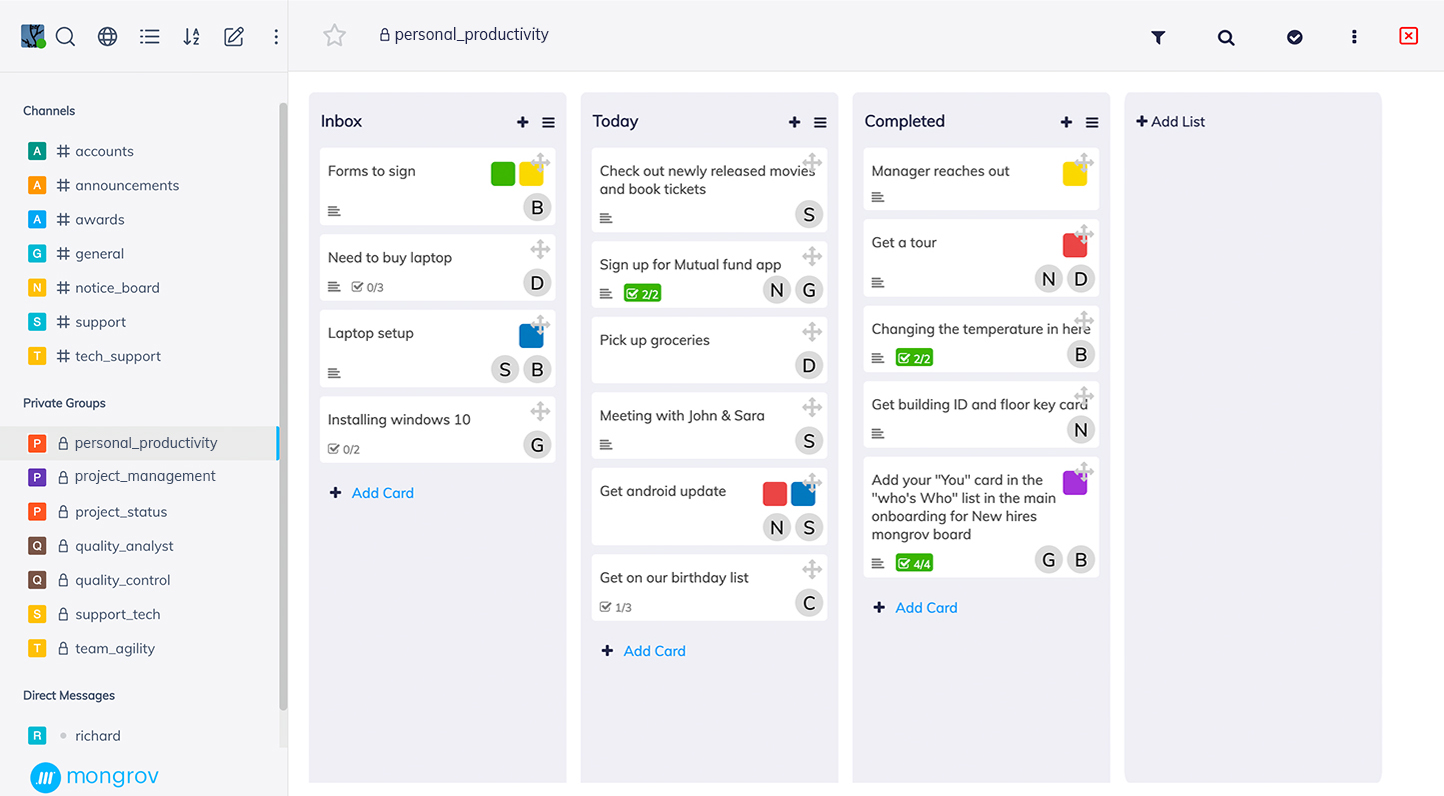 personal_productivity
Channels
A # accounts
A # announcements
A # awards
G # general
N # notice_board
S # support
T # tech_support
Private Groups
P personal_productivity
P project_management
P project_status
Q quality_analyst
Q quality_control
S support_tech
T team_agility
Direct Messages
R richard
mongrov
Inbox
Forms to sign
B
Need to buy laptop
0/3
D
Laptop setup
S B
Installing windows 10
0/2
G
+ Add Card
Today
Check out newly released movies
and book tickets
S
Sign up for Mutual fund app
2/2
N G
Pick up groceries
D
Meeting with John & Sara
S
Get android update
N S
Get on our birthday list
1/3
C
+ Add Card
Completed
Manager reaches out
Get a tour
N D
Changing the temperature in here
2/2
B
Get building ID and floor key card
N
Add your "You" card in the
"who's Who" list in the main
onboarding for New hires
mongrov board
4/4
G B
+ Add Card
+ Add List